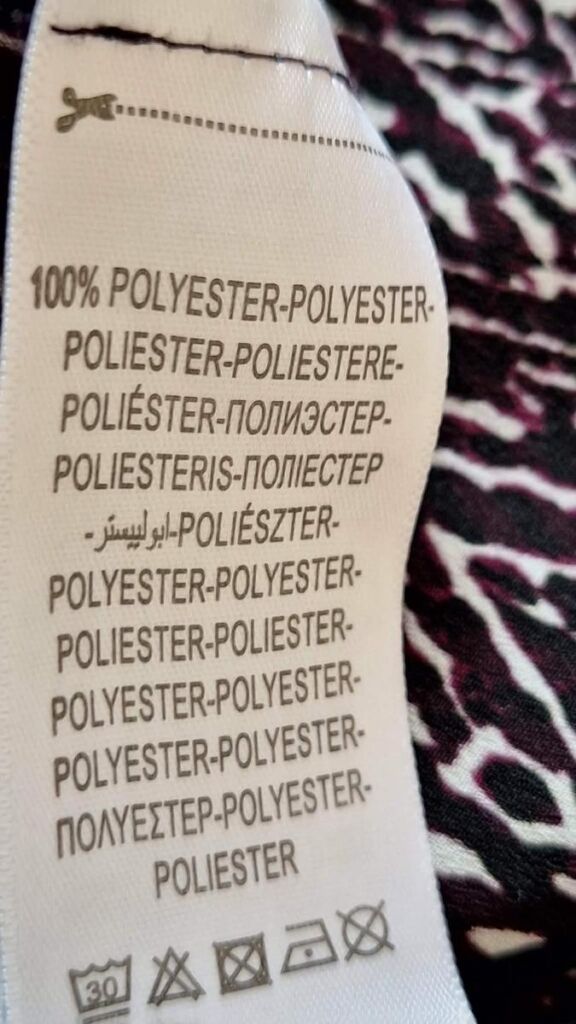 100% POLYESTER-POLYESTER-
POLIESTER-POLIESTERE-
POLIÉSTER-ПОЛИЭСТЕР-
POLIESTERIS-ПОЛІЕСТЕР
-ابولييستر-POLIÉSZTER-
POLYESTER-POLYESTER-
POLIESTER-POLIESTER-
POLYESTER-POLYESTER-
POLYESTER-POLYESTER-
ΠΟΛΥΕΣΤΕΡ-POLYESTER-
POLIESTER
30